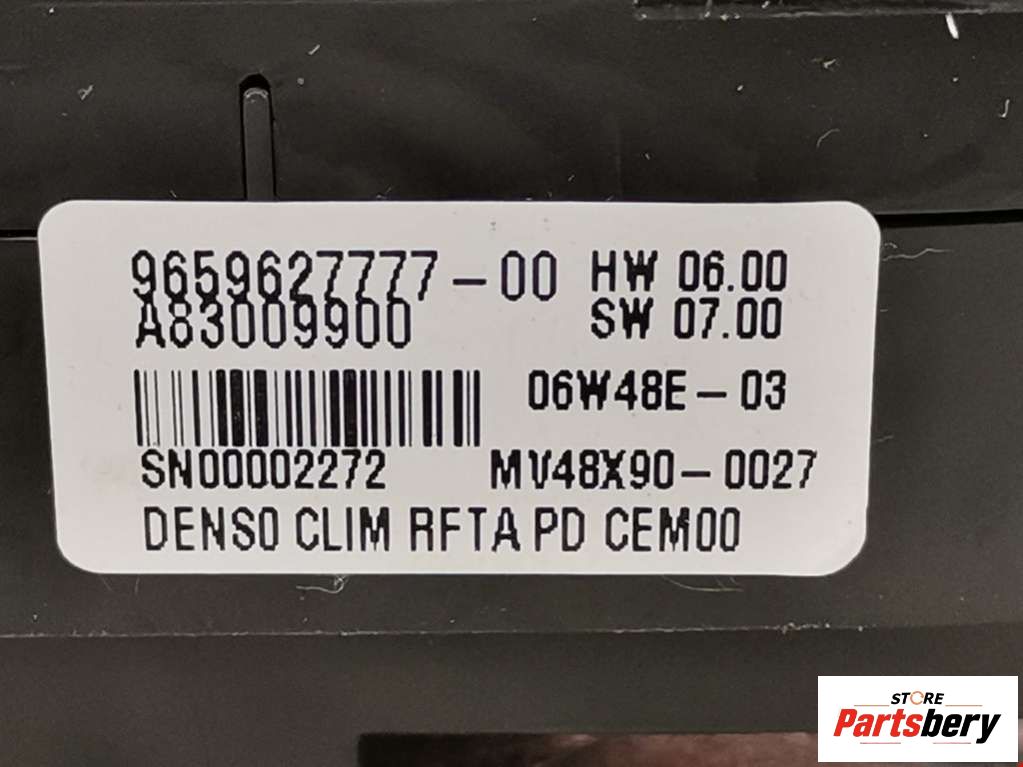 9659627777-00 HW 06.00
A83009900 SW 07.00
06W48E-03
SN00002272 MV48X90-0027
DENSO CLIM RFTA PD CEM00
STORE
Partsbery